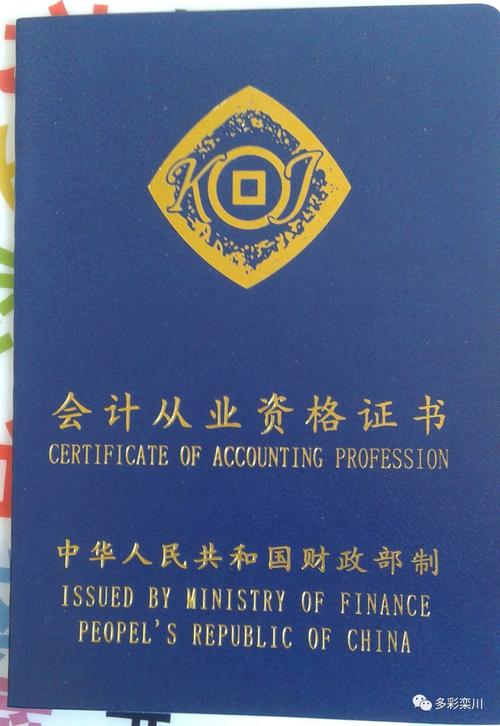 KJ
会计从业资格证书
CERTIFICATE OF ACCOUNTING PROFESSION
中华人民共和国财政部制
ISSUED BY MINISTRY OF FINANCE
PEOPEL'S REPUBLIC OF CHINA
多彩栾川